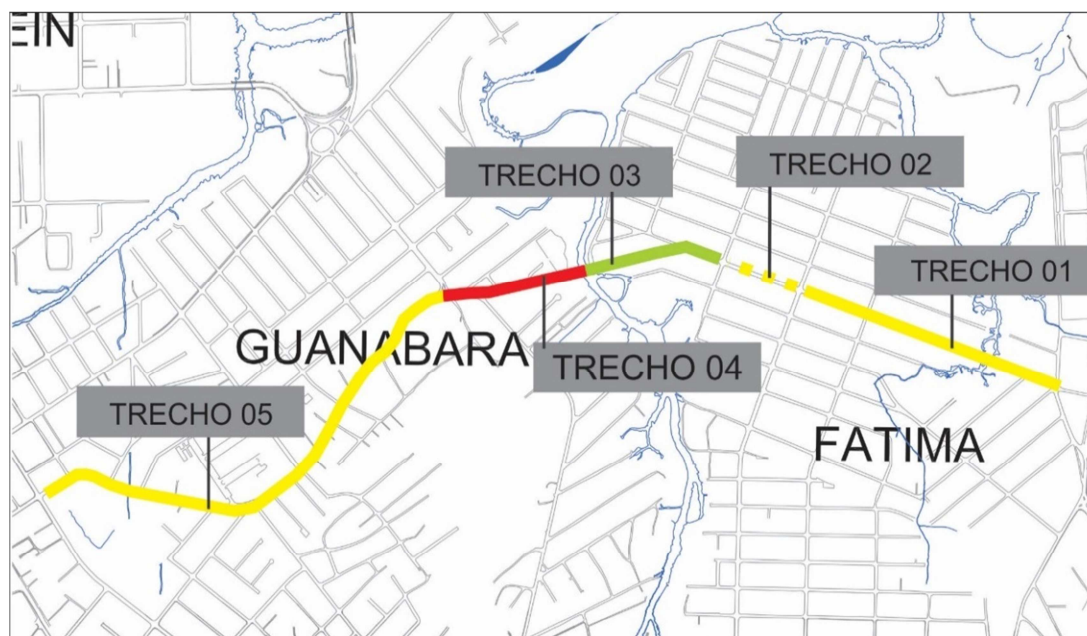 EIN
TRECHO 03
TRECHO 02
TRECHO 01
GUANABARA
TRECHO 04
TRECHO 05
FATIMA